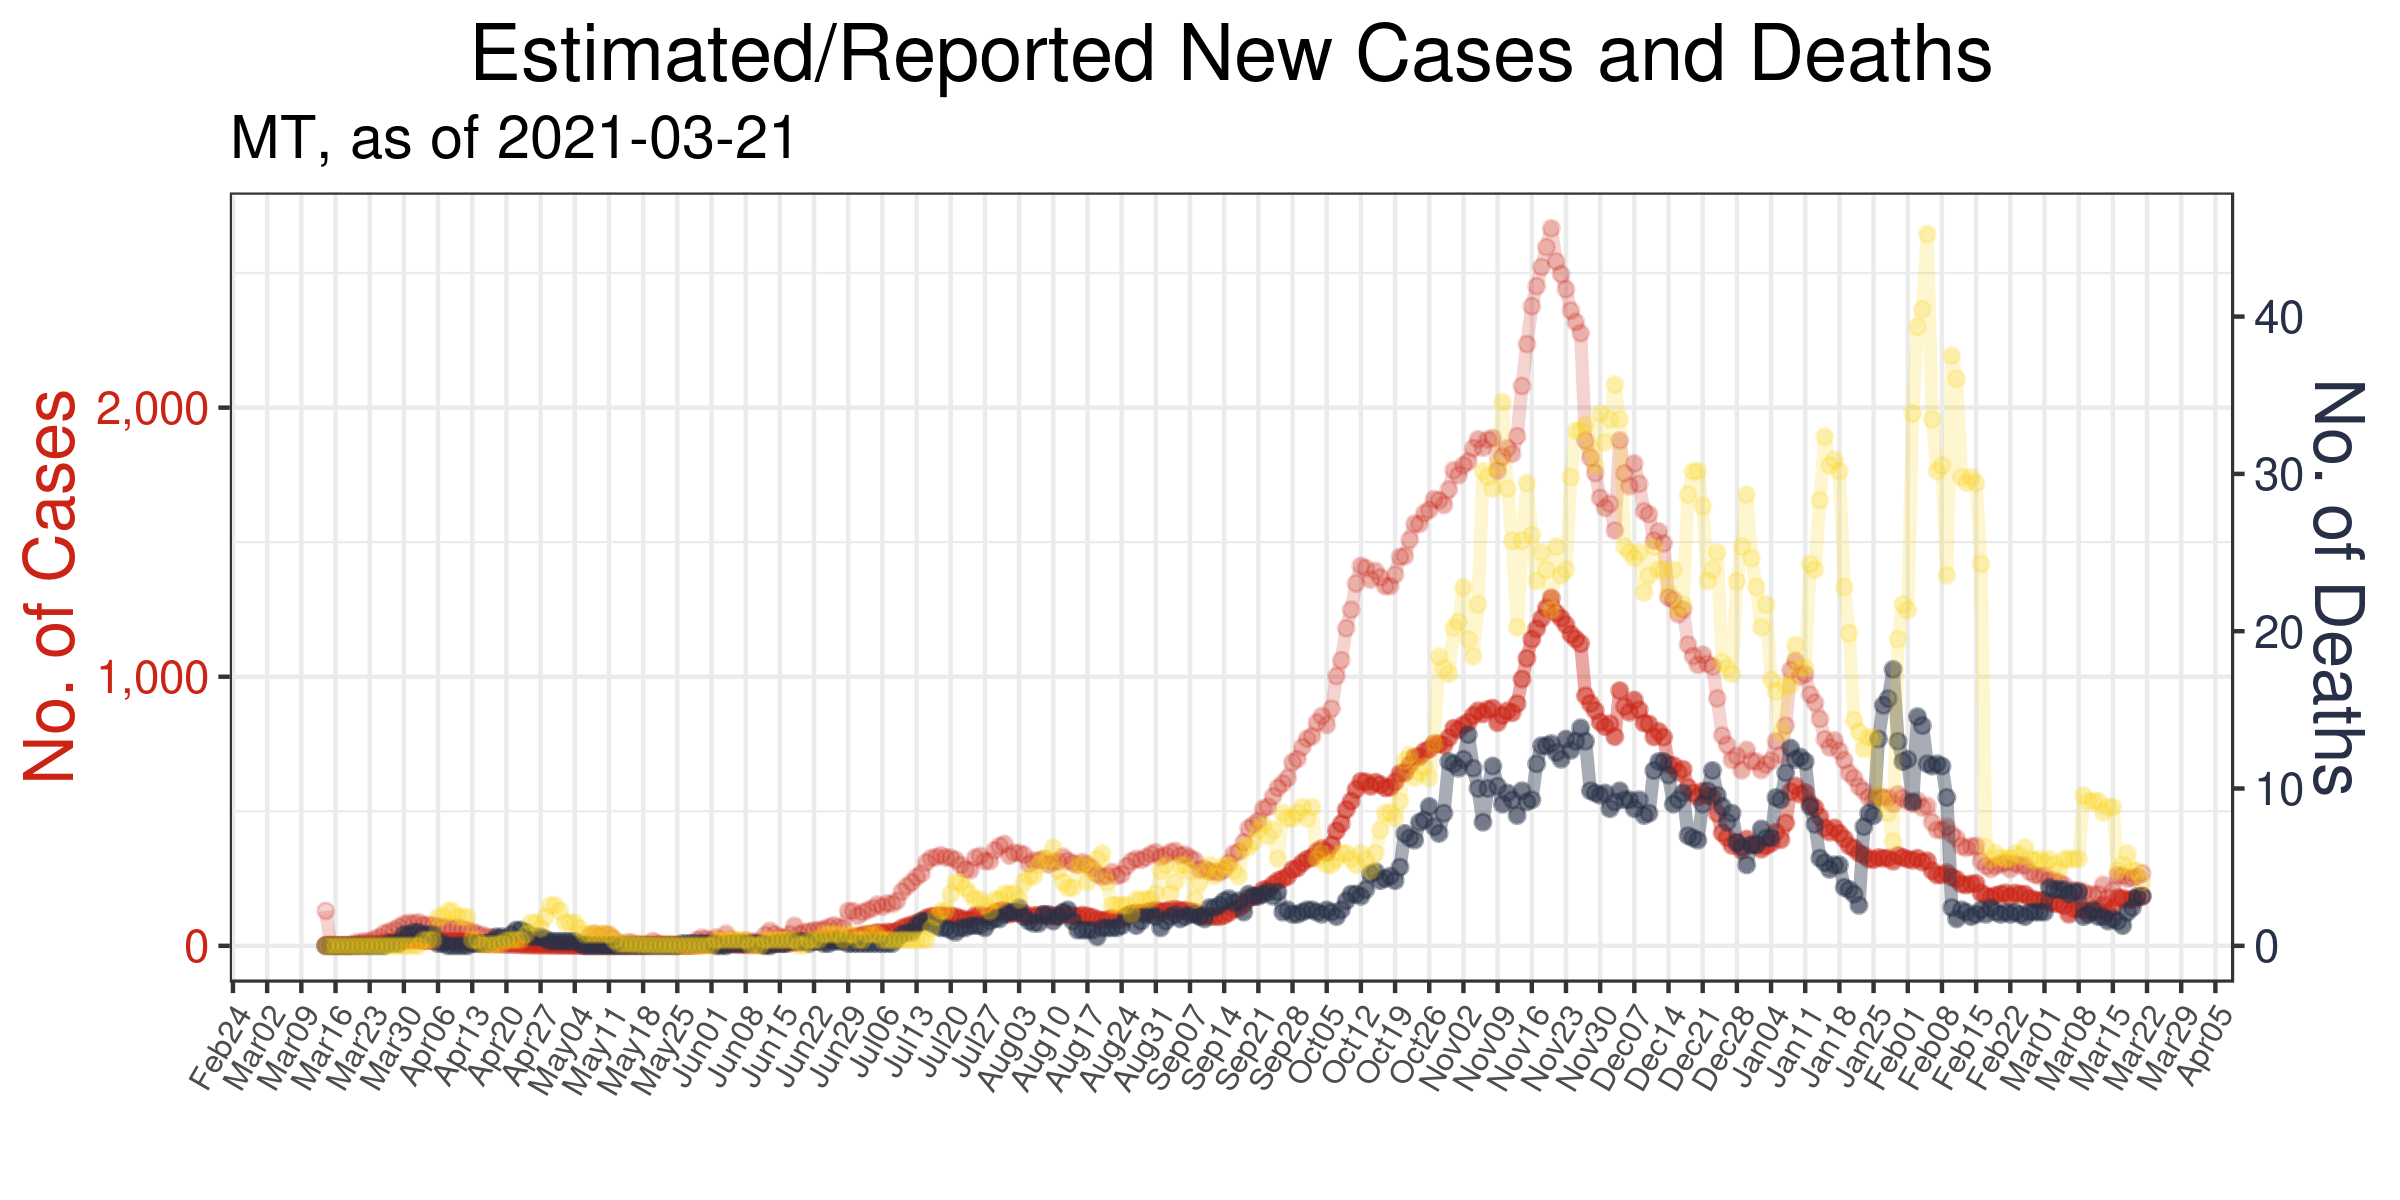 Estimated/Reported New Cases and Deaths
MT, as of 2021-03-21
No. of Cases
2,000
1,000
0
No. of Deaths
40
30
20
10
0
Feb24
Mar02
Mar09
Mar16
Mar23
Mar30
Apr06
Apr13
Apr20
Apr27
May04
May11
May18
May25
Jun01
Jun08
Jun15
Jun22
Jun29
Jul06
Jul13
Jul20
Jul27
Aug03
Aug10
Aug17
Aug24
Aug31
Sep07
Sep14
Sep21
Sep28
Oct05
Oct12
Oct19
Oct26
Nov02
Nov09
Nov16
Nov23
Nov30
Dec07
Dec14
Dec21
Dec28
Jan04
Jan11
Jan18
Jan25
Feb01
Feb08
Feb15
Feb22
Mar01
Mar08
Mar15
Mar22
Mar29
Apr05